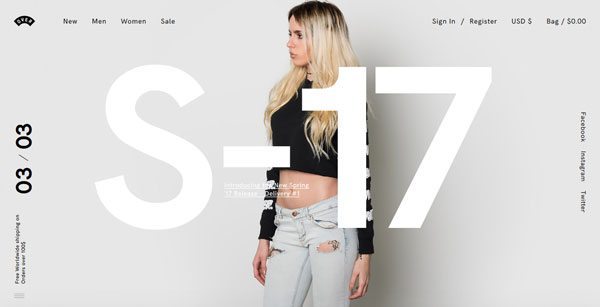 OVER
New
Men
Women
Sale
Sign In / Register
USD $
Bag / $0.00
S-17
Introducing the New Spring
17 Release - Delivery #1
03 / 03
Free Worldwide shipping on
Orders over 100$
Facebook
Instagram
Twitter